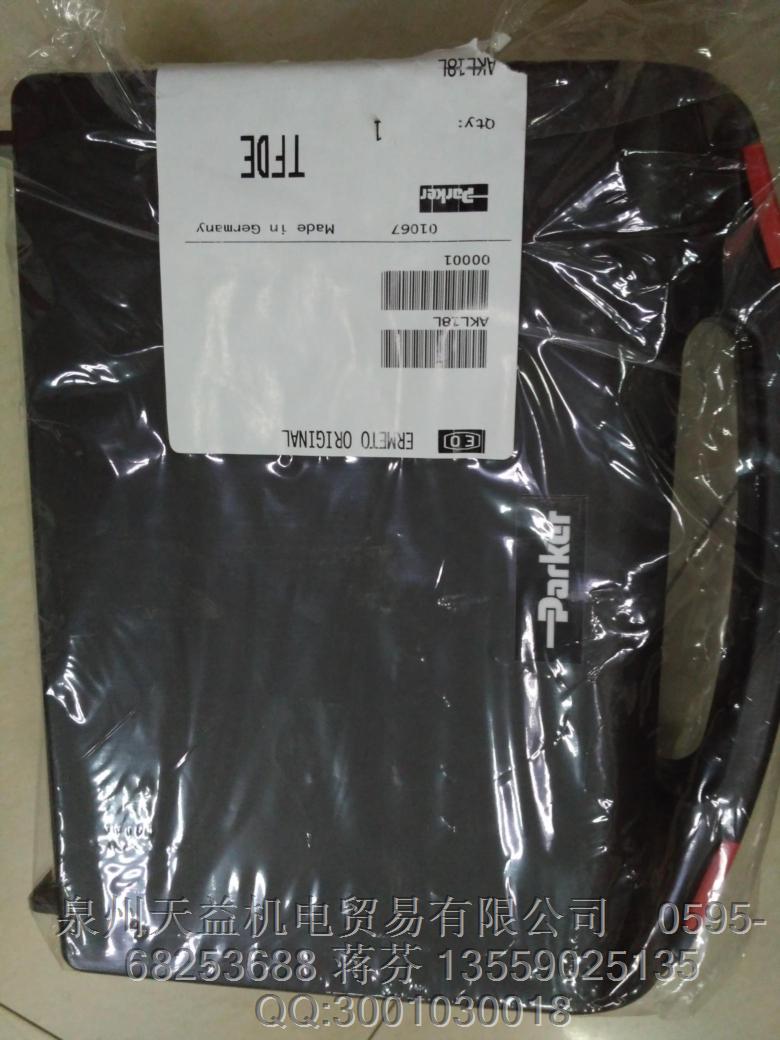 ERMETO ORIGINAL EO
AKL18L
00001
01067 Made in Germany
Parker
TFDE
Qty: 1
AKL18L
Parker
泉州天益机电贸易有限公司 0595-
68253688 蒋芬 13559025135
QQ:3001030018